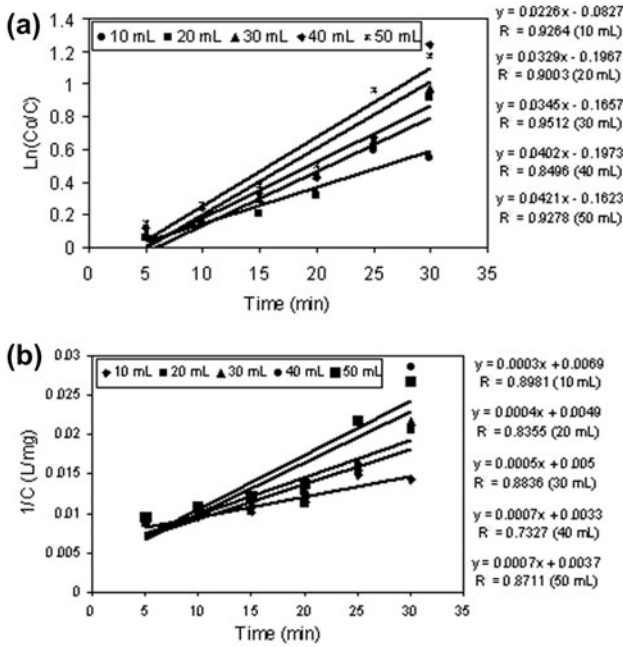 (a)
1.4
1.2
1
0.8
0.6
0.4
0.2
0
Ln(Co/C)
10 mL 20 mL 30 mL 40 mL 50 mL
0 5 10 15 20 25 30 35
Time (min)
y = 0.0226x - 0.0827
R = 0.9264 (10 mL)
y = 0.0329x - 0.1967
R = 0.9003 (20 mL)
y = 0.0345x - 0.1657
R = 0.9512 (30 mL)
y = 0.0402x - 0.1973
R = 0.8496 (40 mL)
y = 0.0421x - 0.1623
R = 0.9278 (50 mL)
(b)
0.03
0.025
0.02
0.015
0.01
0.005
0
1/C (L/mg)
10 mL 20 mL 30 mL 40 mL 50 mL
0 5 10 15 20 25 30 35
Time (min)
y = 0.0003x + 0.0069
R = 0.8981 (10 mL)
y = 0.0004x + 0.0049
R = 0.8355 (20 mL)
y = 0.0005x + 0.005
R = 0.8836 (30 mL)
y = 0.0007x + 0.0033
R = 0.7327 (40 mL)
y = 0.0007x + 0.0037
R = 0.8711 (50 mL)